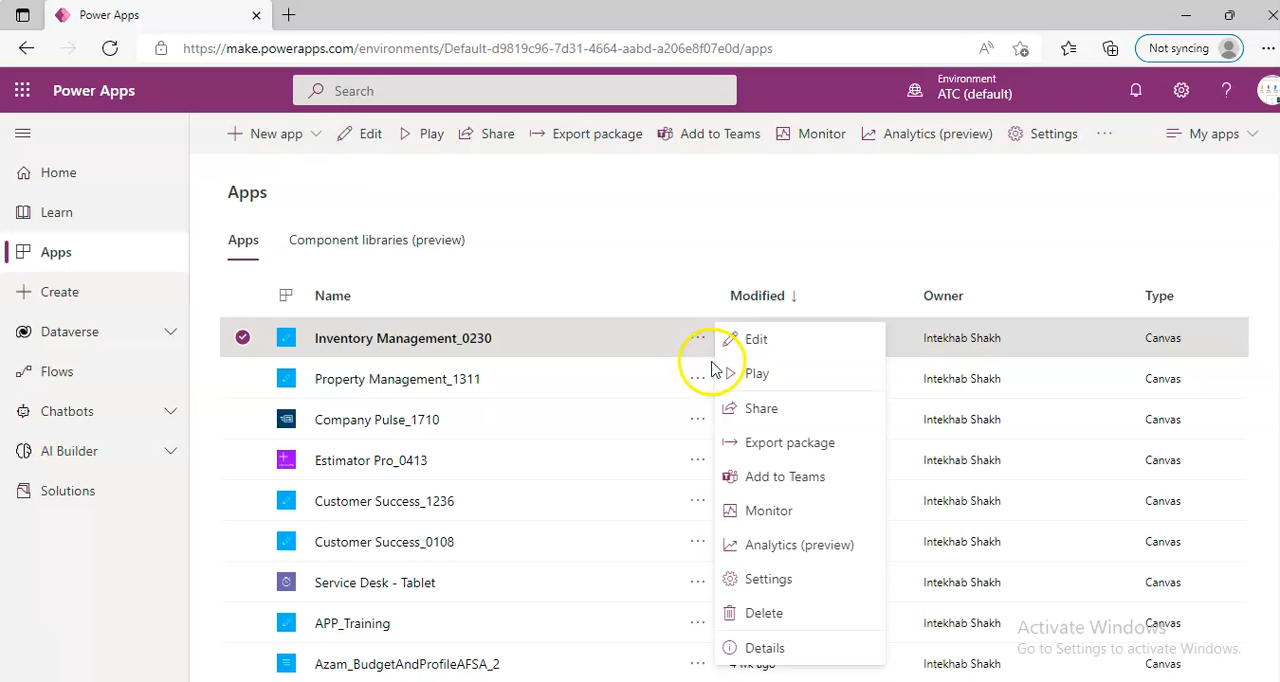 Power Apps
https://make.powerapps.com/environments/Default-d9819c96-7d31-4664-aabd-a206e8f07e0d/apps
Not syncing
Power Apps
Search
Environment
ATC (default)
New app
Edit
Play
Share
Export package
Add to Teams
Monitor
Analytics (preview)
Settings
My apps
Home
Learn
Apps
Create
Dataverse
Flows
Chatbots
AI Builder
Solutions
Apps
Apps
Component libraries (preview)
Name
Modified ↓
Owner
Type
Inventory Management_0230
Intekhab Shakh
Canvas
Property Management_1311
Intekhab Shakh
Canvas
Company Pulse_1710
Intekhab Shakh
Canvas
Estimator Pro_0413
Intekhab Shakh
Canvas
Customer Success_1236
Intekhab Shakh
Canvas
Customer Success_0108
Intekhab Shakh
Canvas
Service Desk - Tablet
Intekhab Shakh
Canvas
APP_Training
Intekhab Shakh
Canvas
Azam_BudgetAndProfileAFSA_2
4 wk ago
Intekhab Shakh
Canvas
Edit
Play
Share
Export package
Add to Teams
Monitor
Analytics (preview)
Settings
Delete
Details
Activate Windows
Go to Settings to activate Windows.